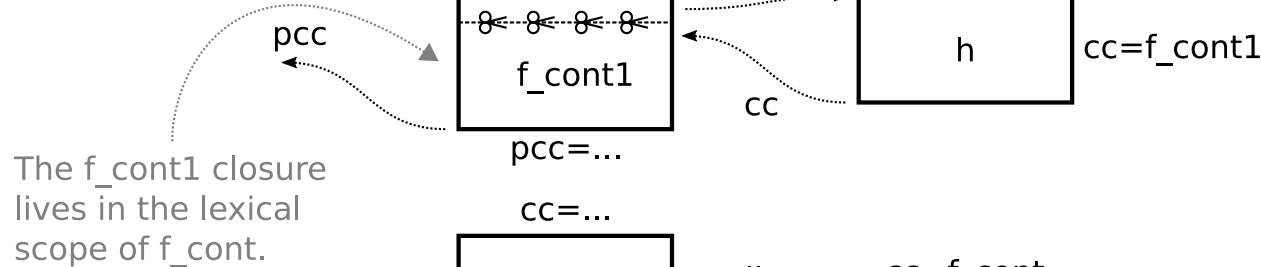 pcc
f_cont1
h
cc=f_cont1
cc
pcc=...
The f_cont1 closure
lives in the lexical
scope of f_cont.
cc=...